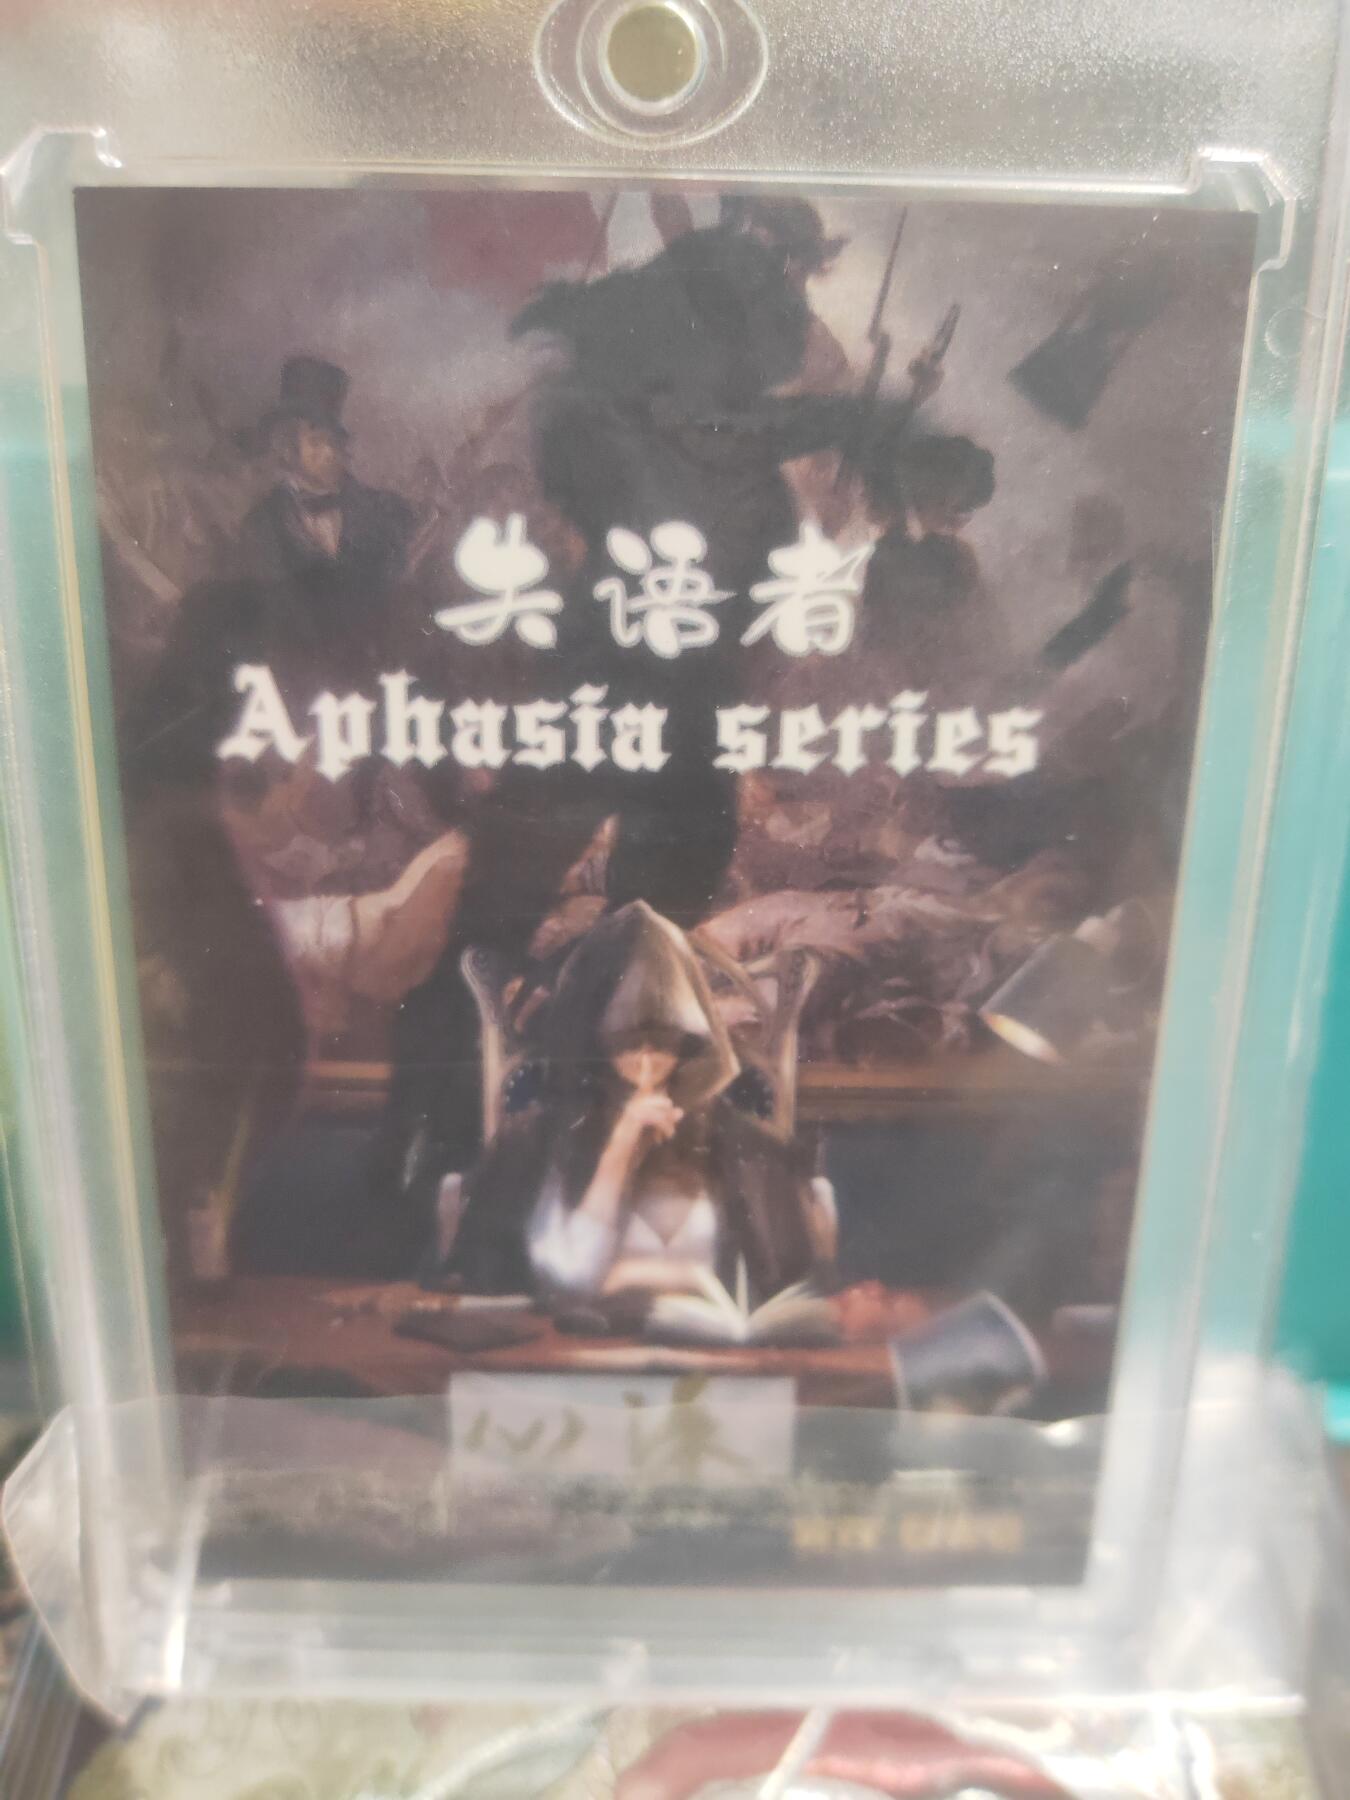 失语者
Aphasia series